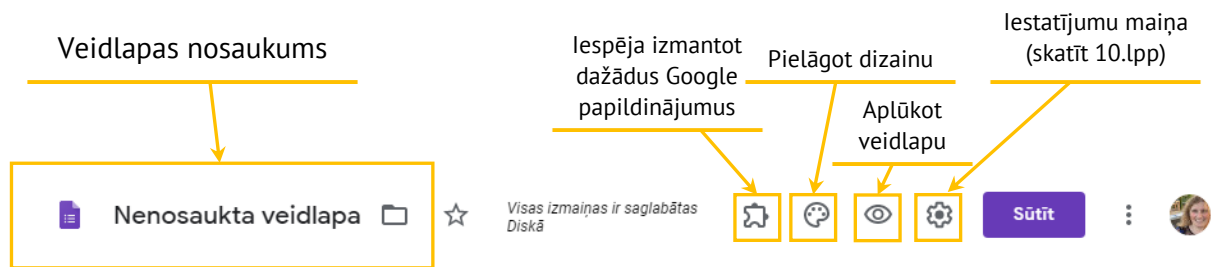 Veidlapas nosaukums
Iespēja izmantot
dažādus Google
papildinājumus
Pielāgot dizainu
Aplūkot
veidlapu
Iestatījumu maiņa
(skatīt 10.lpp)
Nenosaukta veidlapa
Visas izmaiņas ir saglabātas
Diskā
Sūtīt